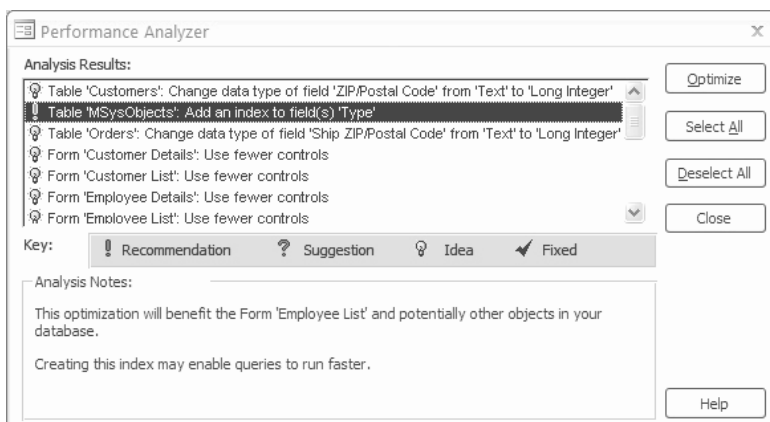 Performance Analyzer
Analysis Results:
Table 'Customers': Change data type of field 'ZIP/Postal Code' from 'Text' to 'Long Integer'
Table 'MSysObjects': Add an index to field(s) 'Type'
Table 'Orders': Change data type of field 'Ship ZIP/Postal Code' from 'Text' to 'Long Integer'
Form 'Customer Details': Use fewer controls
Form 'Customer List': Use fewer controls
Form 'Employee Details': Use fewer controls
Form 'Employee List': Use fewer controls
Optimize
Select All
Deselect All
Close
Key: Recommendation Suggestion Idea Fixed
Analysis Notes:
This optimization will benefit the Form 'Employee List' and potentially other objects in your
database.
Creating this index may enable queries to run faster.
Help